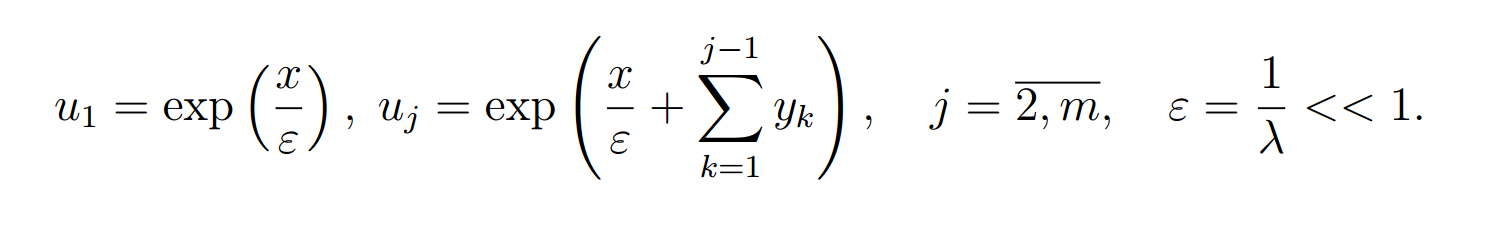 $u_1 = \exp\left(\frac{x}{\varepsilon}\right), \; u_j = \exp\left(\frac{x}{\varepsilon} + \sum_{k=1}^{j-1} y_k\right), \quad j = \overline{2,m}, \quad \varepsilon = \frac{1}{\lambda} << 1.$